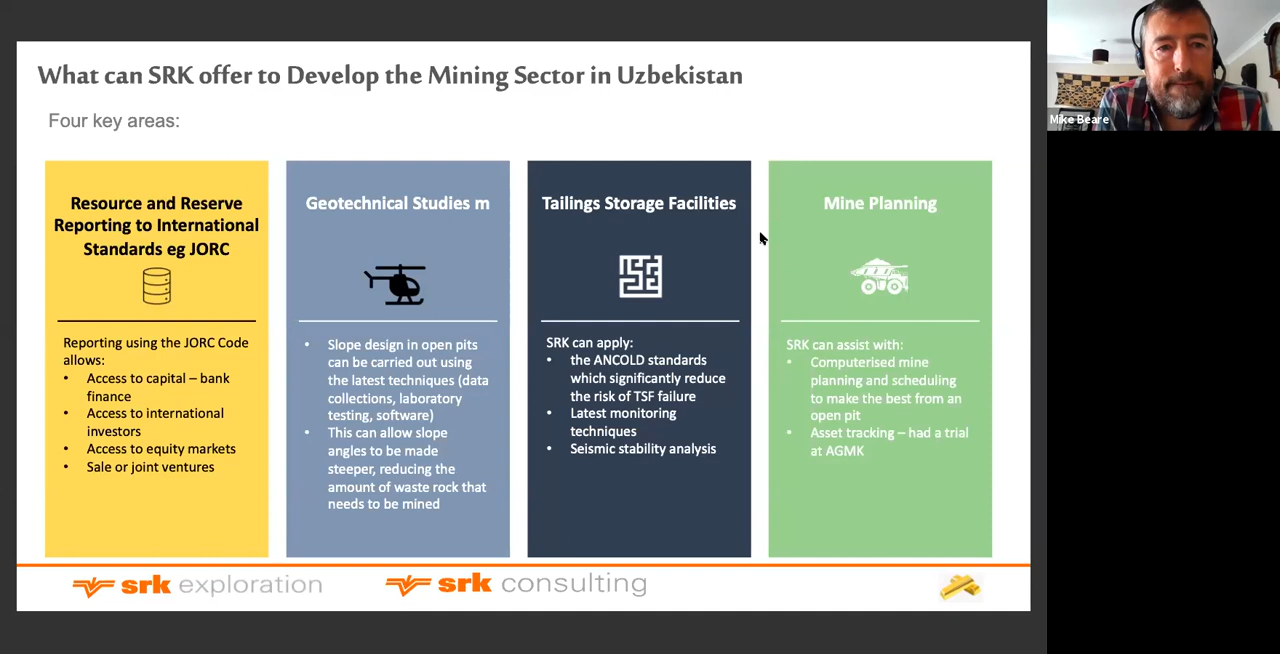 What can SRK offer to Develop the Mining Sector in Uzbekistan
Four key areas:
Resource and Reserve
Reporting to International
Standards eg JORC
Reporting using the JORC Code
allows:
• Access to capital – bank
finance
• Access to international
investors
• Access to equity markets
• Sale or joint ventures
Geotechnical Studies m
• Slope design in open pits
can be carried out using
the latest techniques (data
collections, laboratory
testing, software)
• This can allow slope
angles to be made
steeper, reducing the
amount of waste rock that
needs to be mined
Tailings Storage Facilities
SRK can apply:
• the ANCOLD standards
which significantly reduce
the risk of TSF failure
• Latest monitoring
techniques
• Seismic stability analysis
Mine Planning
SRK can assist with:
• Computerised mine
planning and scheduling
to make the best from an
open pit
• Asset tracking – had a trial
at AGMK
srk exploration
srk consulting
Mike Beare